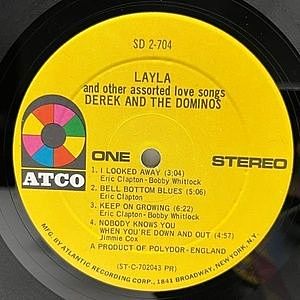 SD 2-704
LAYLA
and other assorted love songs
DEREK AND THE DOMINOS
ATCO
ONE
STEREO
1. I LOOKED AWAY (3:04)
Eric Clapton-Bobby Whitlock
2. BELL BOTTOM BLUES (5:06)
Eric Clapton
3. KEEP ON GROWING (6:22)
Eric Clapton-Bobby Whitlock
4. NOBODY KNOWS YOU
WHEN YOU'RE DOWN AND OUT (4:57)
Jimmie Cox
A PRODUCT OF POLYDOR-ENGLAND
(ST-C-702043 PR)
MFG. BY ATLANTIC RECORDING CORP., 1841 BROADWAY, NEW YORK, N.Y.